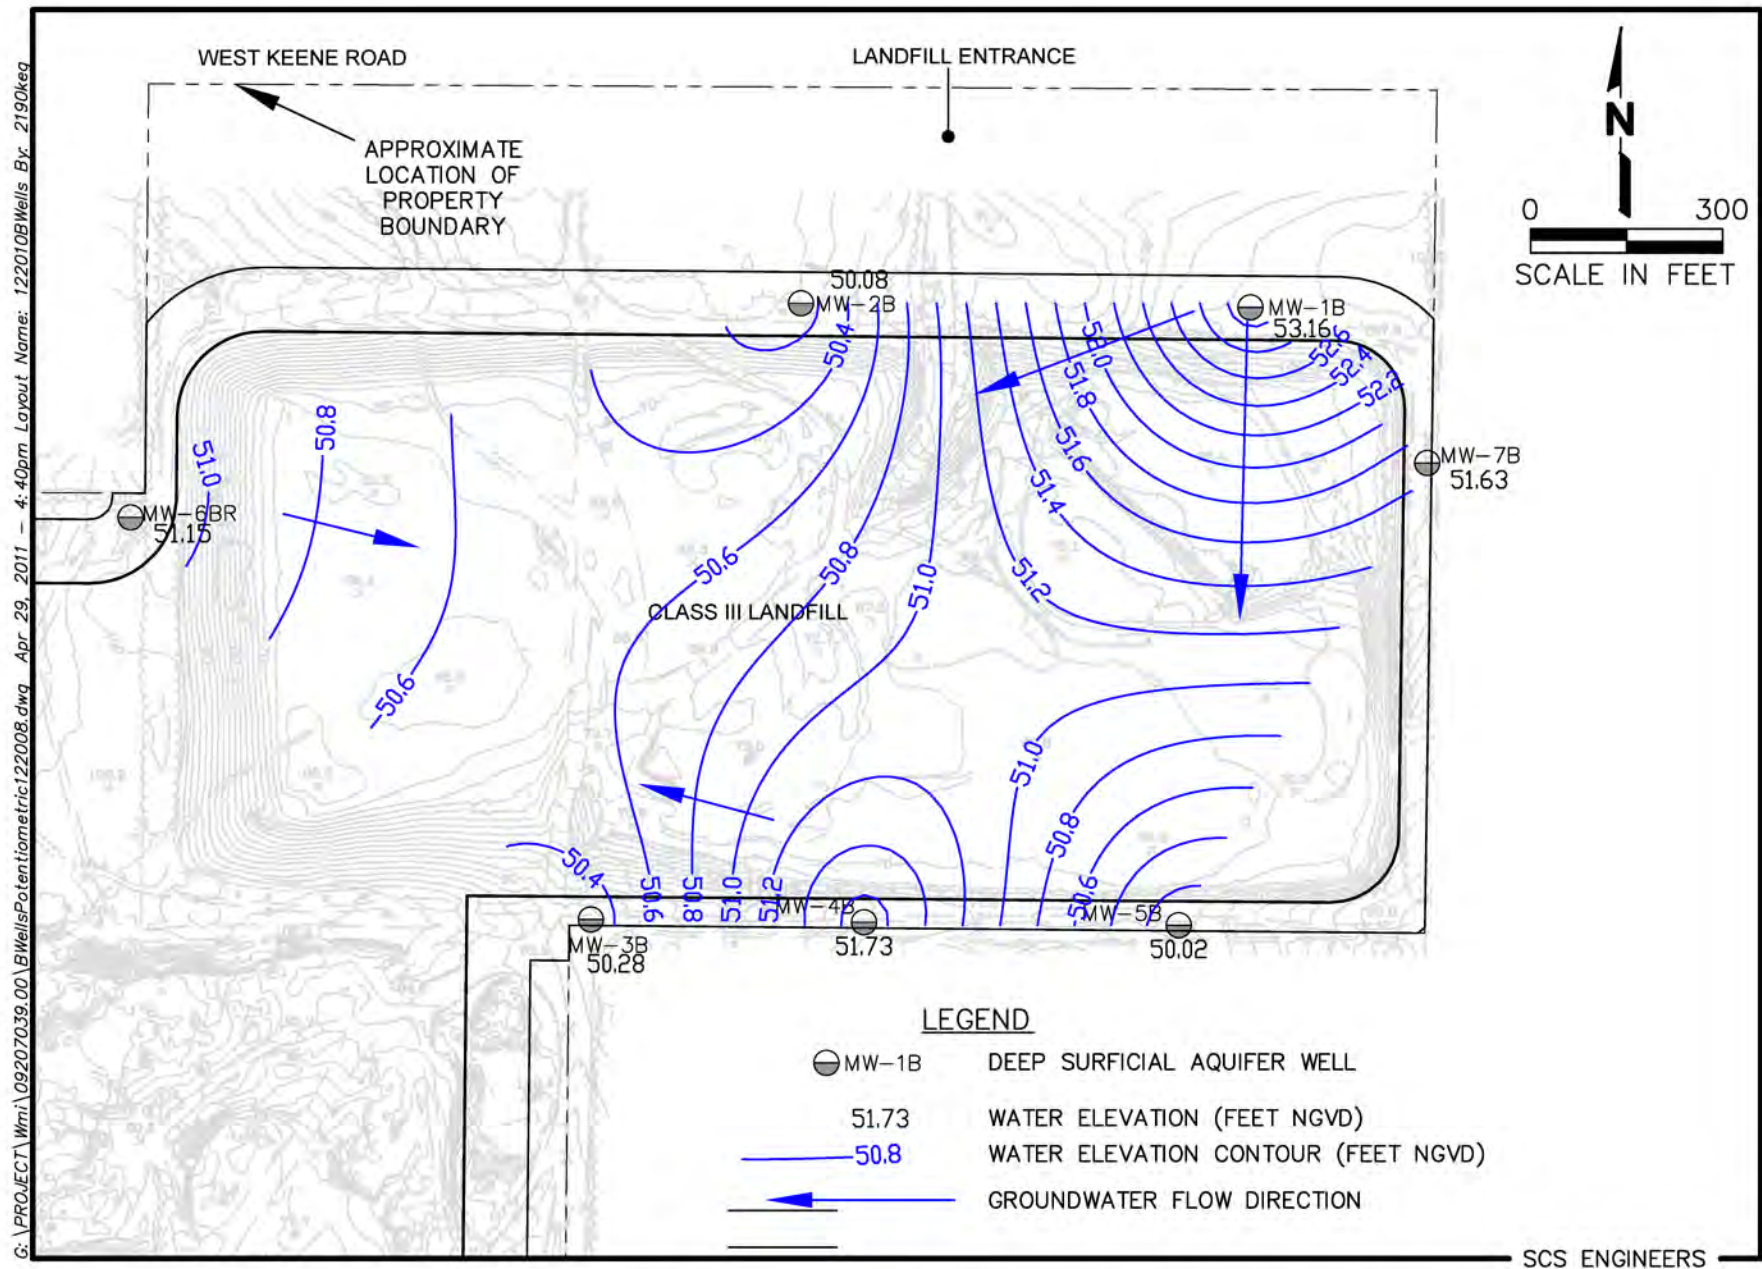 G: \PROJECT\Wmi\09207039.00\BWellsPotentiometric122008.dwg Apr 29, 2011 - 4:40pm Layout Name: 122010BWells By: 2190keg
WEST KEENE ROAD
LANDFILL ENTRANCE
APPROXIMATE
LOCATION OF
PROPERTY
BOUNDARY
N
0 300
SCALE IN FEET
50.08
MW-2B
MW-1B
53.16
50.4
52.0
52.6
52.4
52.2
51.8
51.6
51.4
MW-7B
51.63
50.8
51.0
MW-6BR
51.15
50.6
50.8
51.0
51.2
CLASS III LANDFILL
50.6
51.0
50.8
50.4
50.6
50.8
51.0
51.2
50.6
MW-4B
MW-5B
MW-3B
50.28
51.73
50.02
LEGEND
MW-1B DEEP SURFICIAL AQUIFER WELL
51.73 WATER ELEVATION (FEET NGVD)
50.8 WATER ELEVATION CONTOUR (FEET NGVD)
GROUNDWATER FLOW DIRECTION
SCS ENGINEERS